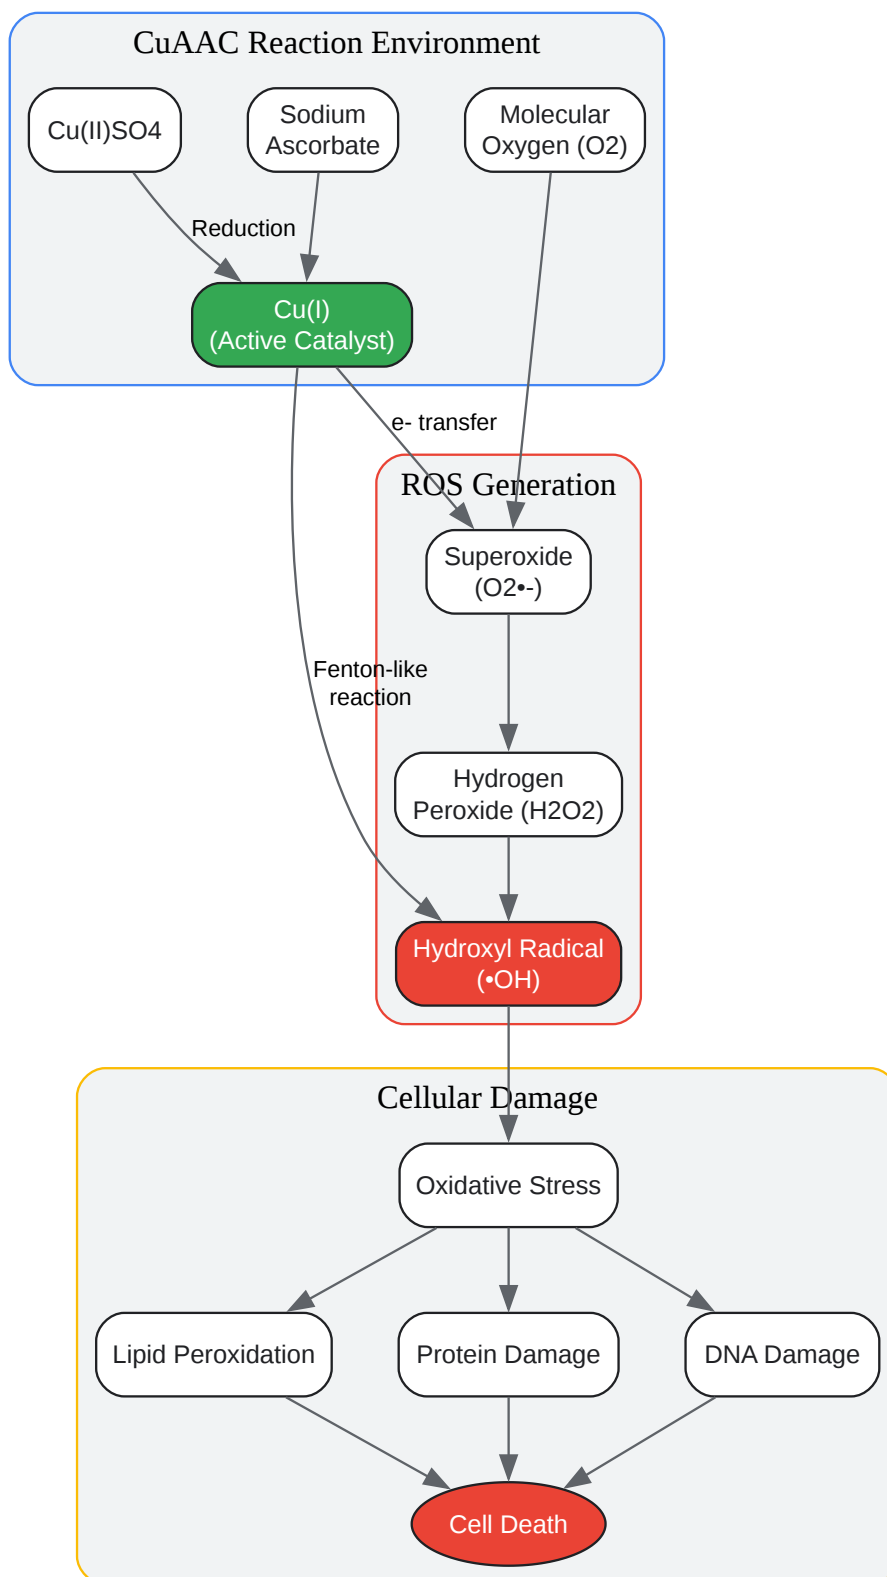 CuAAC Reaction Environment
Cu(II)SO4
Sodium
Ascorbate
Molecular
Oxygen (O2)
Reduction
Cu(I)
(Active Catalyst)
e- transfer
ROS Generation
Superoxide
(O2•-)
Fenton-like
reaction
Hydrogen
Peroxide (H2O2)
Hydroxyl Radical
(•OH)
Cellular Damage
Oxidative Stress
Lipid Peroxidation
Protein Damage
DNA Damage
Cell Death